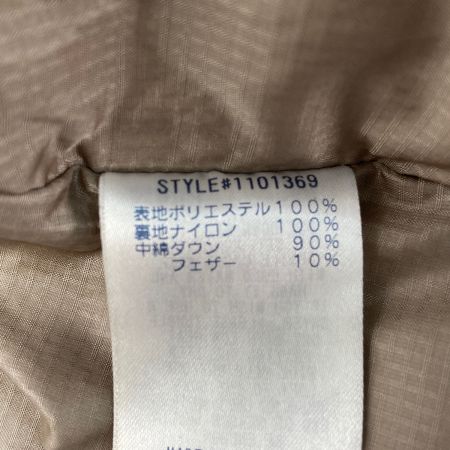 STYLE#1101369
表地ポリエステル100%
裏地ナイロン 100%
中綿ダウン 90%
フェザー 10%